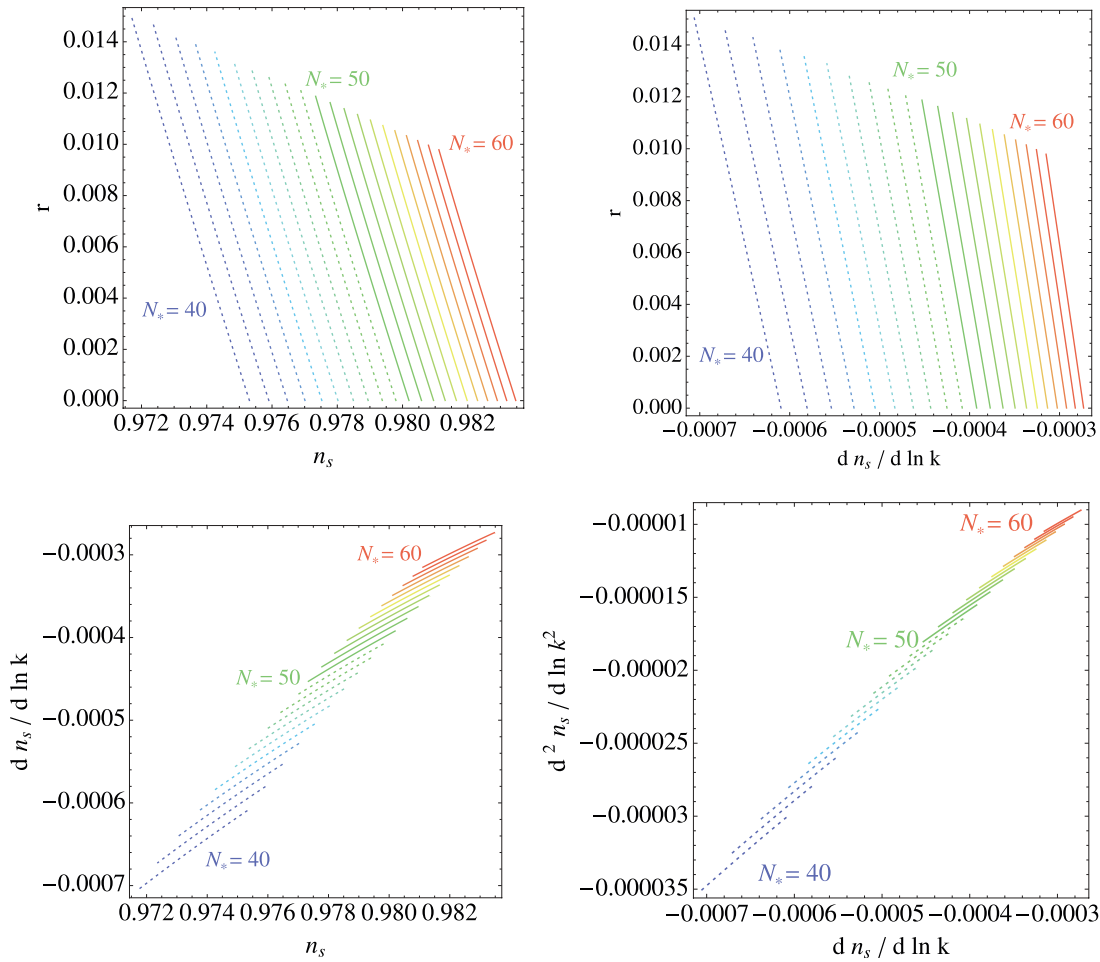 0.014
0.012
0.010
0.008
0.006
0.004
0.002
0.000
r
N* = 50
N* = 60
N* = 40
0.972 0.974 0.976 0.978 0.980 0.982
n_s
0.014
0.012
0.010
0.008
0.006
0.004
0.002
0.000
r
N* = 50
N* = 60
N* = 40
−0.0007 −0.0006 −0.0005 −0.0004 −0.0003
d n_s / d ln k
−0.0003
−0.0004
−0.0005
−0.0006
−0.0007
d n_s / d ln k
N* = 60
N* = 50
N* = 40
0.972 0.974 0.976 0.978 0.980 0.982
n_s
−0.00001
−0.000015
−0.00002
−0.000025
−0.00003
−0.000035
d² n_s / d ln k²
N* = 60
N* = 50
N* = 40
−0.0007 −0.0006 −0.0005 −0.0004 −0.0003
d n_s / d ln k